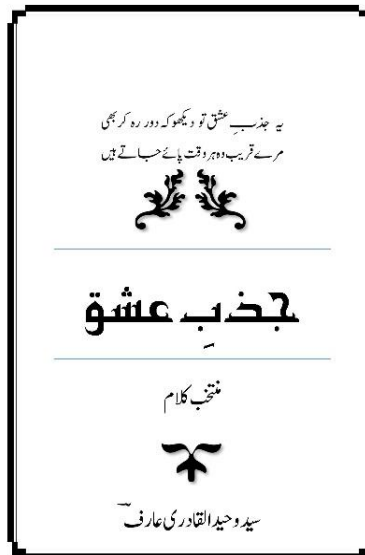 یہ جذبِ عشق تو دیکھو کہ دور رہ کر بھی
مرے قریب وہ ہر وقت پائے جاتے ہیں
جذبِ عشق
منتخب کلام
سید وحید القادری عارفؔ